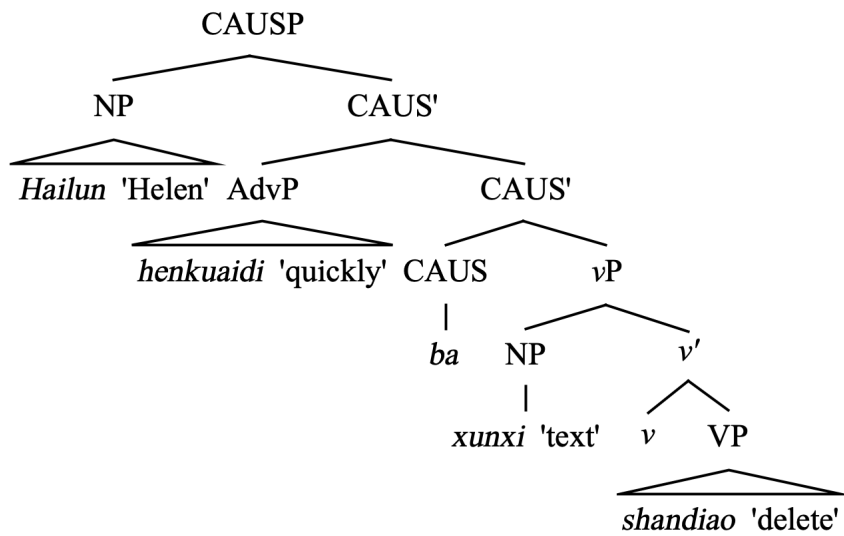 CAUSP
NP CAUS'
Hailun 'Helen' AdvP CAUS'
henkuaidi 'quickly' CAUS vP
ba NP v'
xunxi 'text' v VP
shandiao 'delete'